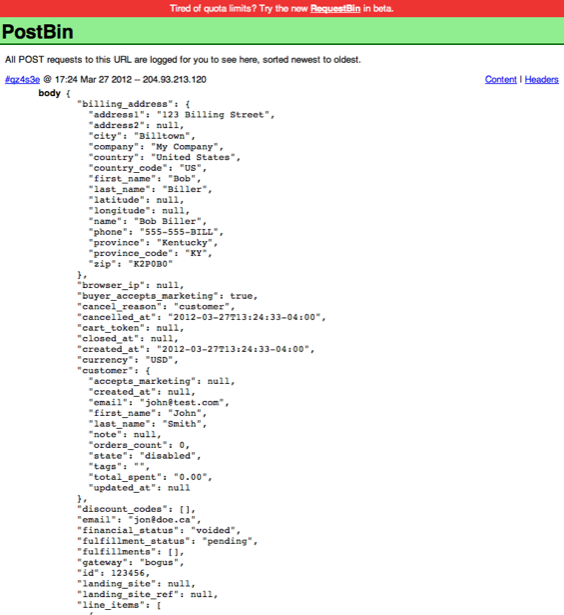 Tired of quota limits? Try the new RequestBin in beta.
PostBin
All POST requests to this URL are logged for you to see here, sorted newest to oldest.
#qz4s3e @ 17:24 Mar 27 2012 -- 204.93.213.120 Content | Headers
body {
"billing_address": {
"address1": "123 Billing Street",
"address2": null,
"city": "Billtown",
"company": "My Company",
"country": "United States",
"country_code": "US",
"first_name": "Bob",
"last_name": "Biller",
"latitude": null,
"longitude": null,
"name": "Bob Biller",
"phone": "555-555-BILL",
"province": "Kentucky",
"province_code": "KY",
"zip": "K2P0B0"
},
"browser_ip": null,
"buyer_accepts_marketing": true,
"cancel_reason": "customer",
"cancelled_at": "2012-03-27T13:24:33-04:00",
"cart_token": null,
"closed_at": null,
"created_at": "2012-03-27T13:24:33-04:00",
"currency": "USD",
"customer": {
"accepts_marketing": null,
"created_at": null,
"email": "john@test.com",
"first_name": "John",
"last_name": "Smith",
"note": null,
"orders_count": 0,
"state": "disabled",
"tags": "",
"total_spent": "0.00",
"updated_at": null
},
"discount_codes": [],
"email": "jon@doe.ca",
"financial_status": "voided",
"fulfillment_status": "pending",
"fulfillments": [],
"gateway": "bogus",
"id": 123456,
"landing_site": null,
"landing_site_ref": null,
"line_items": [